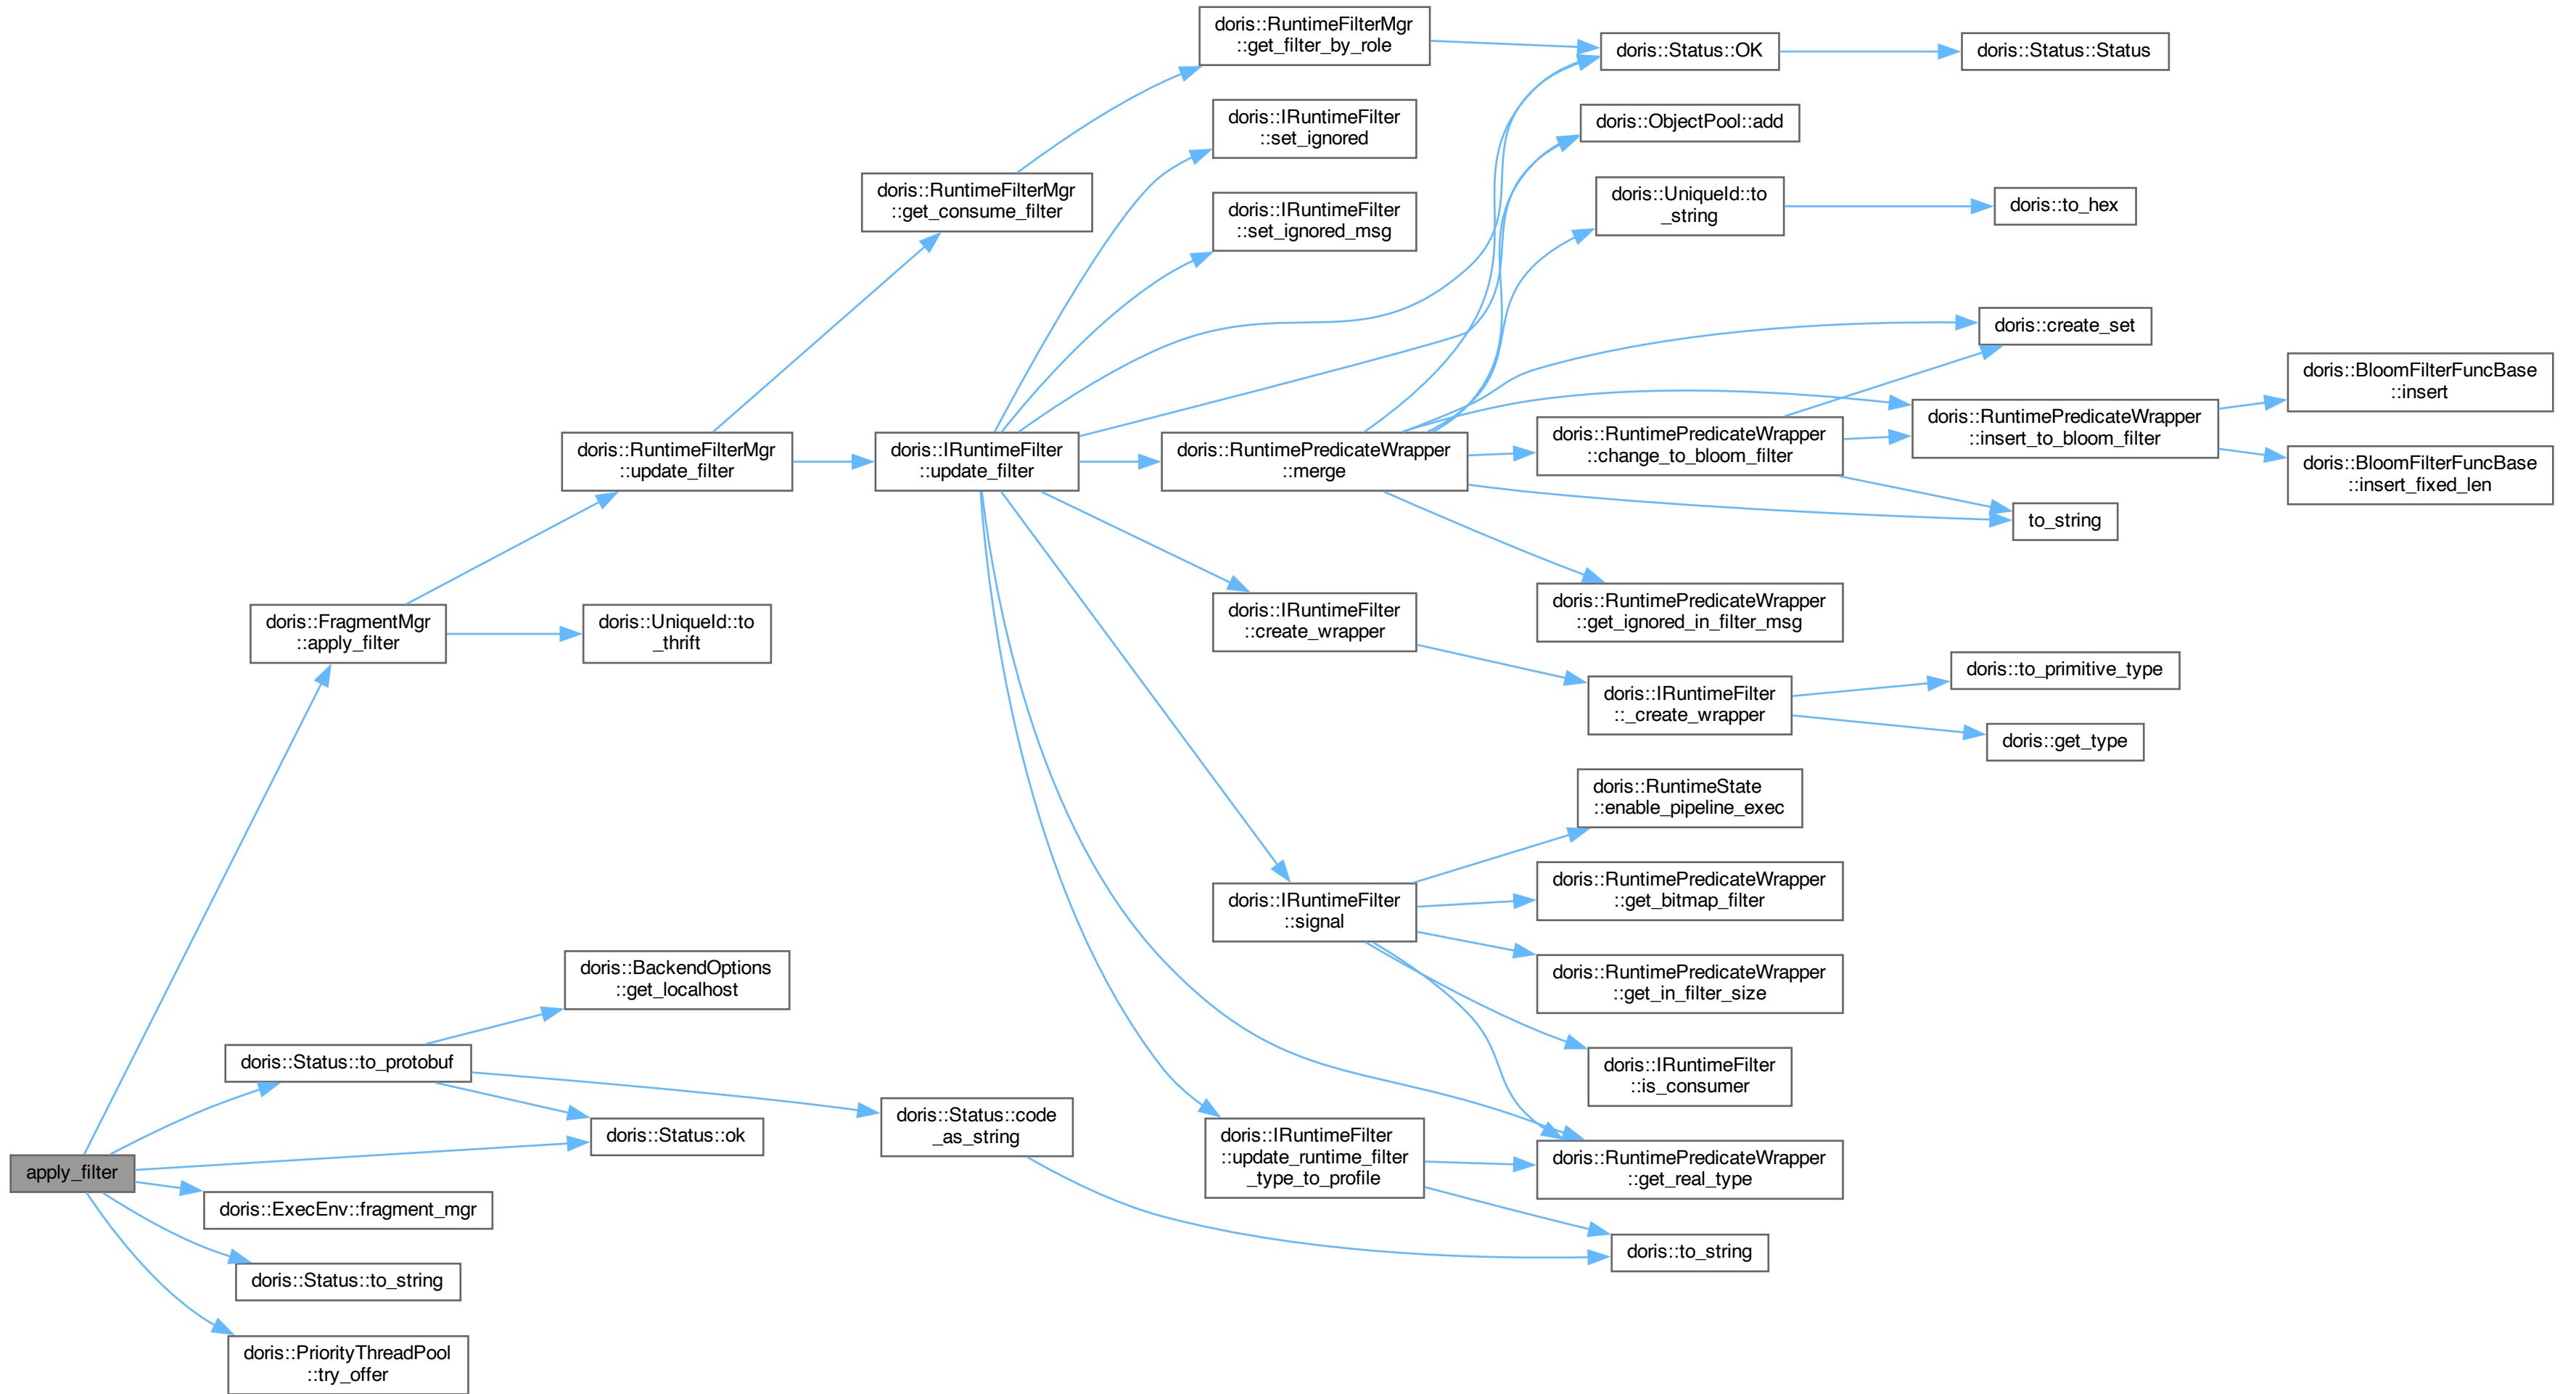 apply_filter
doris::FragmentMgr
::apply_filter
doris::RuntimeFilterMgr
::update_filter
doris::RuntimeFilterMgr
::get_consume_filter
doris::RuntimeFilterMgr
::get_filter_by_role
doris::Status::OK
doris::Status::Status
doris::IRuntimeFilter
::update_filter
doris::IRuntimeFilter
::set_ignored
doris::IRuntimeFilter
::set_ignored_msg
doris::ObjectPool::add
doris::RuntimePredicateWrapper
::merge
doris::UniqueId::to
_string
doris::to_hex
doris::create_set
doris::RuntimePredicateWrapper
::change_to_bloom_filter
doris::RuntimePredicateWrapper
::insert_to_bloom_filter
doris::BloomFilterFuncBase
::insert
doris::BloomFilterFuncBase
::insert_fixed_len
to_string
doris::RuntimePredicateWrapper
::get_ignored_in_filter_msg
doris::IRuntimeFilter
::create_wrapper
doris::IRuntimeFilter
::_create_wrapper
doris::to_primitive_type
doris::get_type
doris::IRuntimeFilter
::signal
doris::RuntimeState
::enable_pipeline_exec
doris::RuntimePredicateWrapper
::get_bitmap_filter
doris::RuntimePredicateWrapper
::get_in_filter_size
doris::IRuntimeFilter
::is_consumer
doris::RuntimePredicateWrapper
::get_real_type
doris::IRuntimeFilter
::update_runtime_filter
_type_to_profile
doris::to_string
doris::UniqueId::to
_thrift
doris::Status::to_protobuf
doris::BackendOptions
::get_localhost
doris::Status::code
_as_string
doris::Status::ok
doris::ExecEnv::fragment_mgr
doris::Status::to_string
doris::PriorityThreadPool
::try_offer